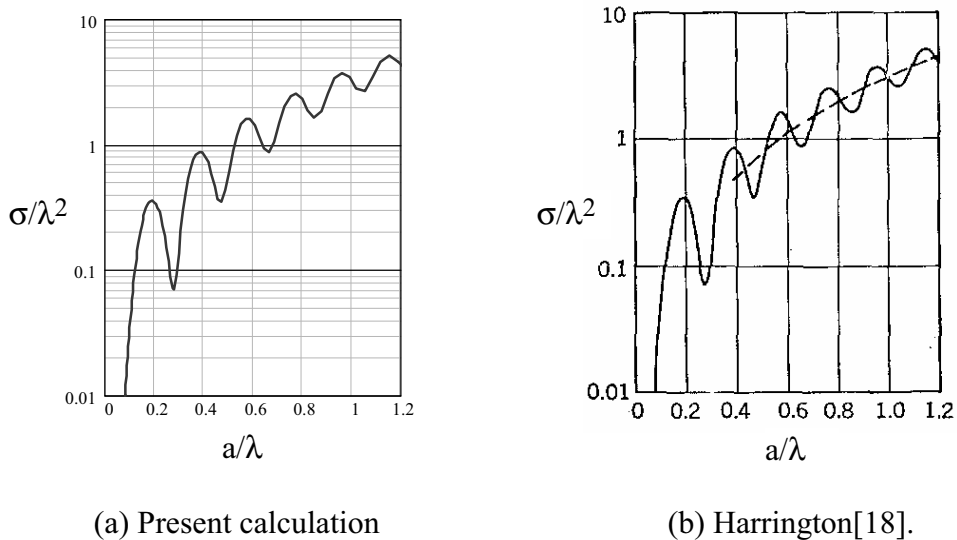 10
1
σ/λ2
0.1
0.01
0 0.2 0.4 0.6 0.8 1 1.2
a/λ
(a) Present calculation
10
1
σ/λ2
0.1
0.01
0 0.2 0.4 0.6 0.8 1.0 1.2
a/λ
(b) Harrington[18].